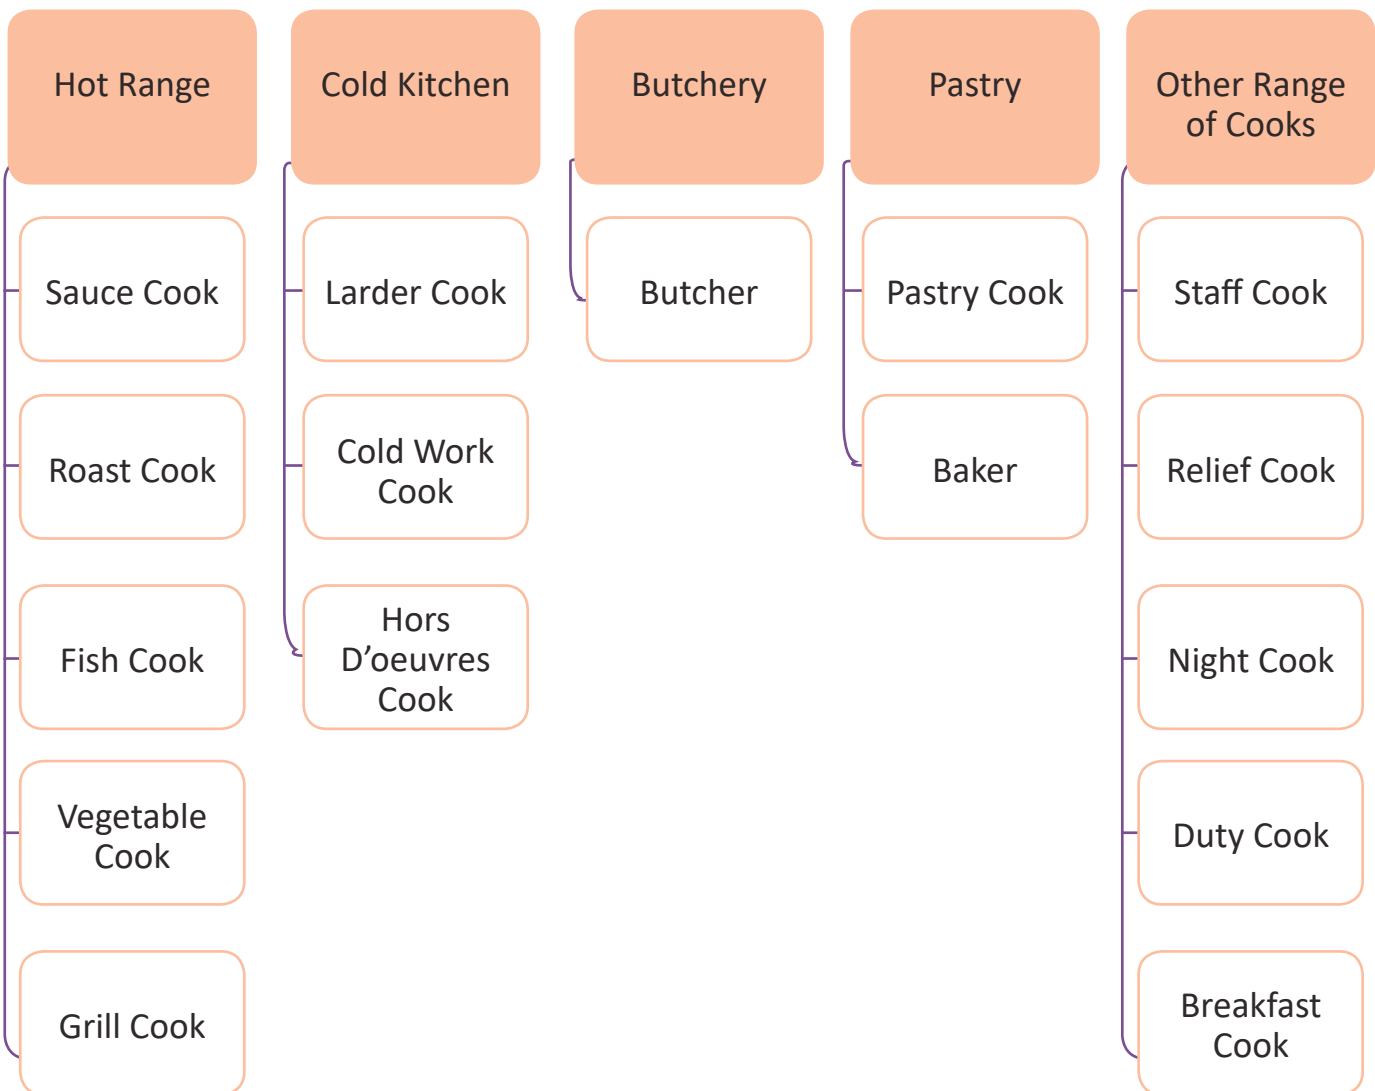 Hot Range
Sauce Cook
Roast Cook
Fish Cook
Vegetable
Cook
Grill Cook
Cold Kitchen
Larder Cook
Cold Work
Cook
Hors
D’oeuvres
Cook
Butchery
Butcher
Pastry
Pastry Cook
Baker
Other Range
of Cooks
Staff Cook
Relief Cook
Night Cook
Duty Cook
Breakfast
Cook